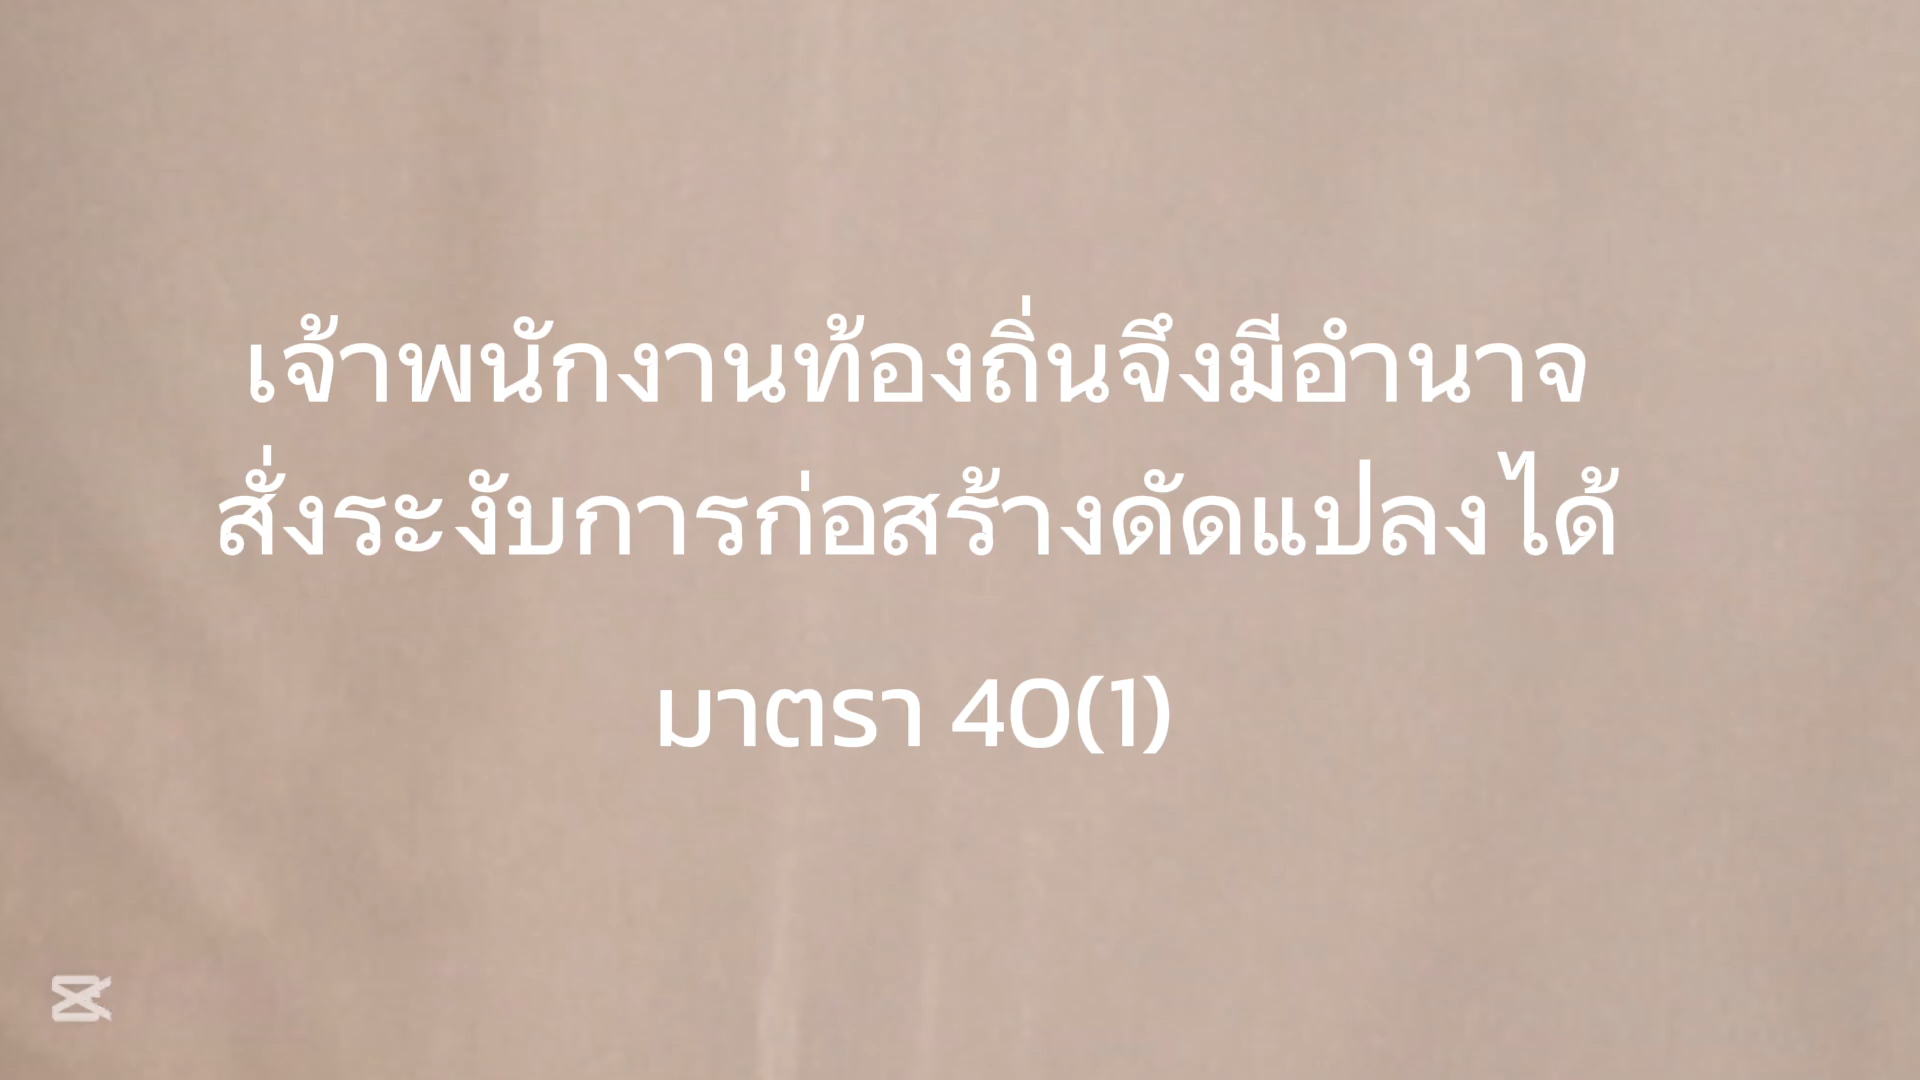 เจ้าพนักงานท้องถิ่นจึงมีอำนาจ
สั่งระงับการก่อสร้างดัดแปลงได้
มาตรา 40(1)